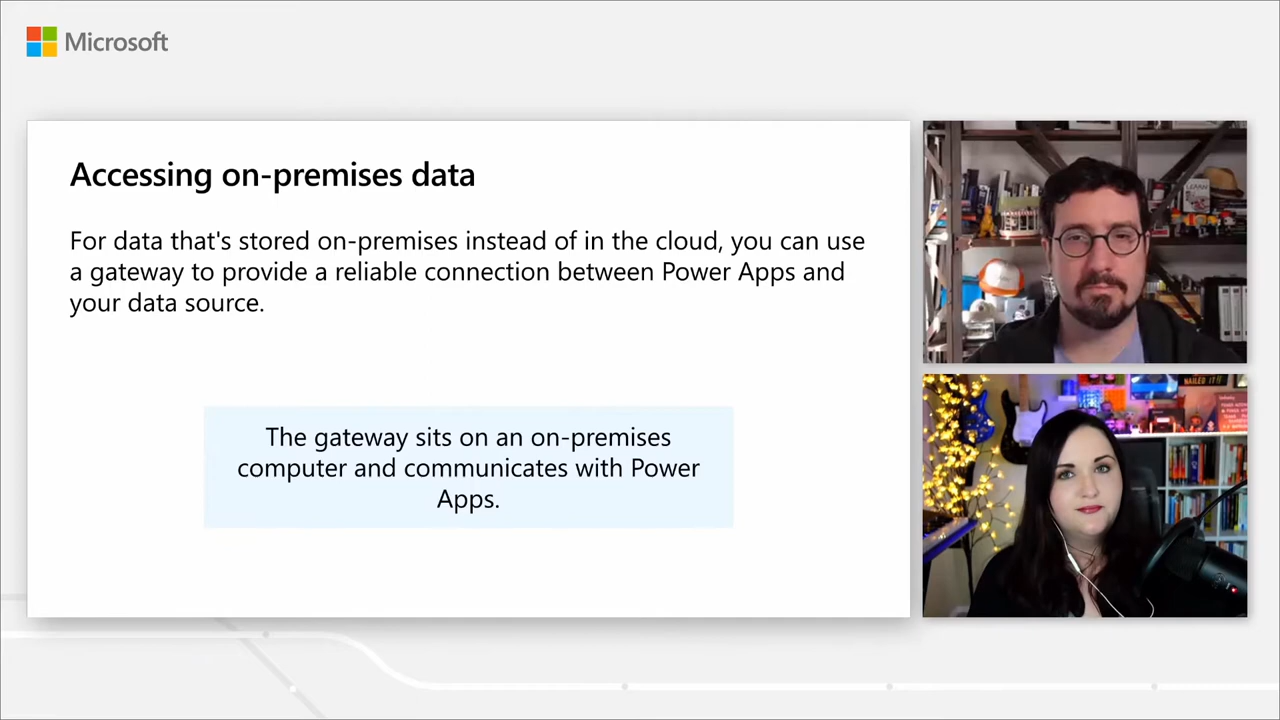 Microsoft
Accessing on-premises data
For data that's stored on-premises instead of in the cloud, you can use
a gateway to provide a reliable connection between Power Apps and
your data source.
The gateway sits on an on-premises
computer and communicates with Power
Apps.
NAILED IT!